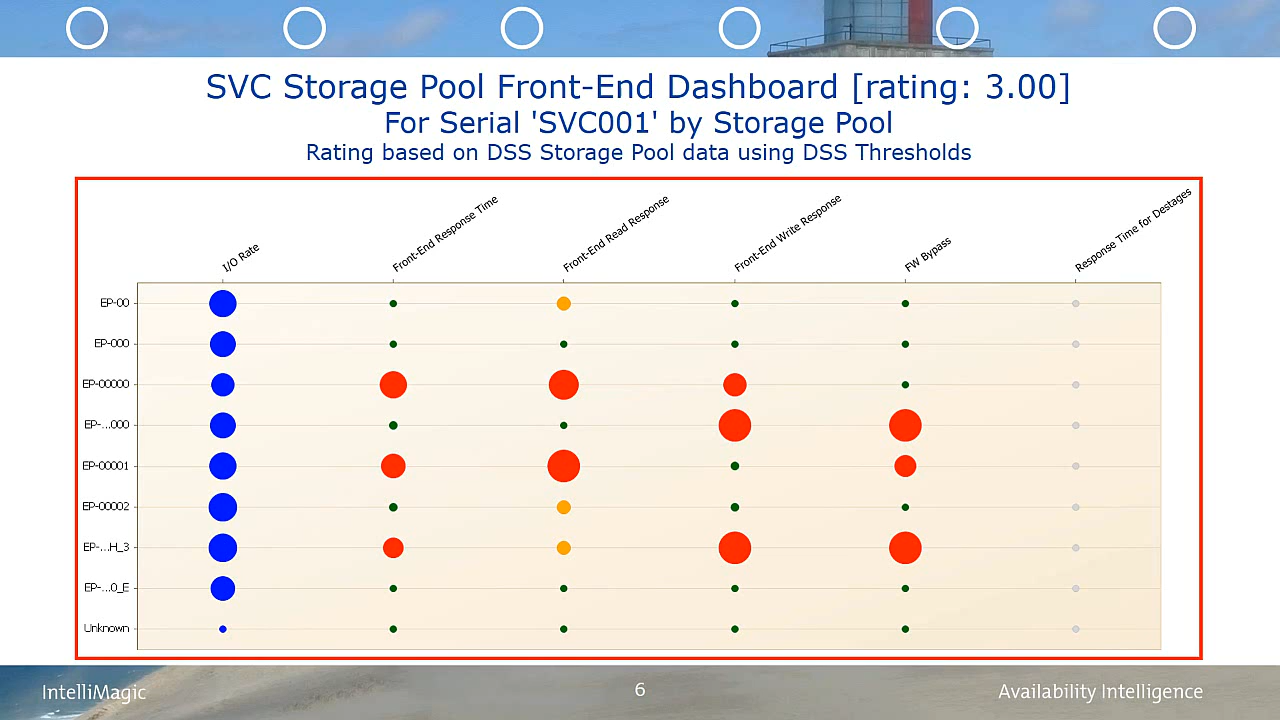 SVC Storage Pool Front-End Dashboard [rating: 3.00]
For Serial 'SVC001' by Storage Pool
Rating based on DSS Storage Pool data using DSS Thresholds
I/O Rate
Front-End Response Time
Front-End Read Response
Front-End Write Response
FW Bypass
Response Time for Destages
EP-00
EP-000
EP-00000
EP-...000
EP-00001
EP-00002
EP-...H_3
EP-...0_E
Unknown
IntelliMagic
6
Availability Intelligence